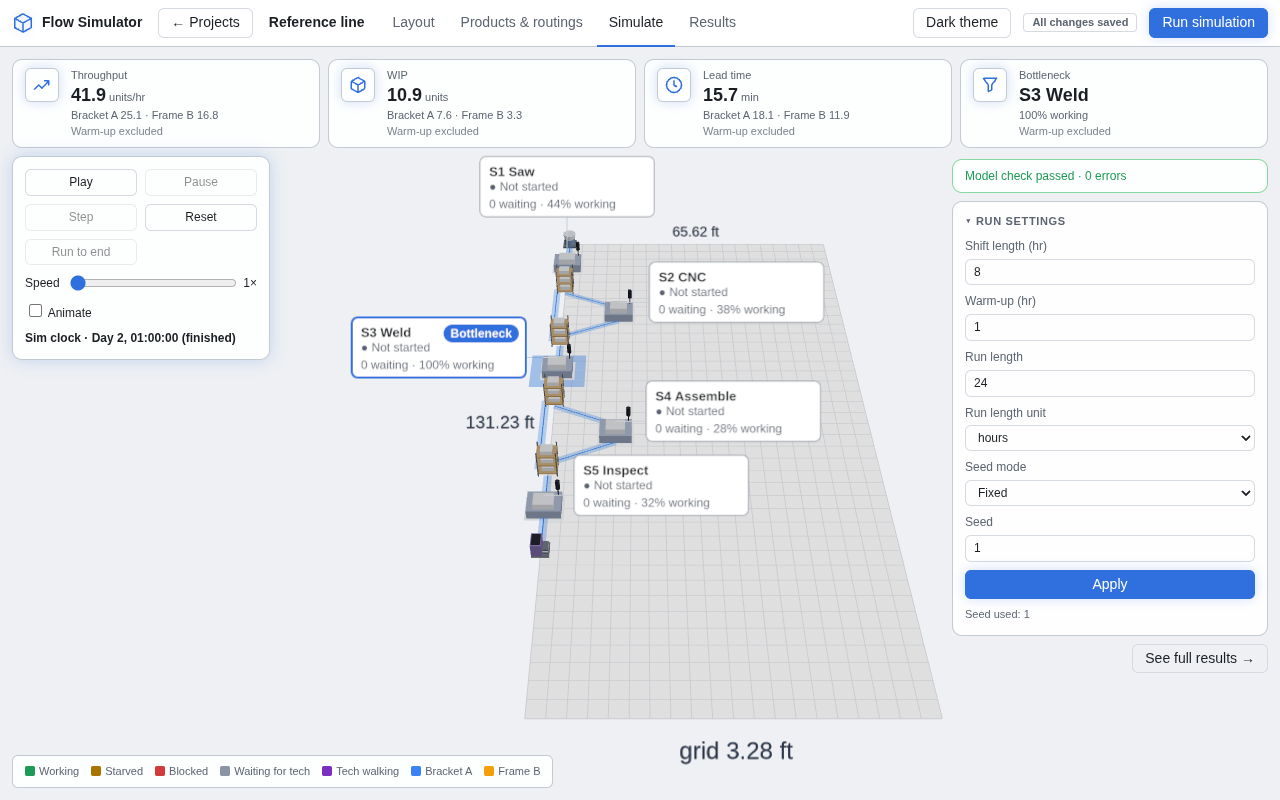 Flow Simulator
← Projects
Reference line
Layout
Products & routings
Simulate
Results
Dark theme
All changes saved
Run simulation
Throughput
41.9 units/hr
Bracket A 25.1 · Frame B 16.8
Warm-up excluded
WIP
10.9 units
Bracket A 7.6 · Frame B 3.3
Warm-up excluded
Lead time
15.7 min
Bracket A 18.1 · Frame B 11.9
Warm-up excluded
Bottleneck
S3 Weld
100% working
Warm-up excluded
Play
Pause
Step
Reset
Run to end
Speed
1×
Animate
Sim clock · Day 2, 01:00:00 (finished)
S1 Saw
● Not started
0 waiting · 44% working
65.62 ft
S2 CNC
● Not started
0 waiting · 38% working
S3 Weld
Bottleneck
● Not started
0 waiting · 100% working
131.23 ft
S4 Assemble
● Not started
0 waiting · 28% working
S5 Inspect
● Not started
0 waiting · 32% working
grid 3.28 ft
Model check passed · 0 errors
▾ RUN SETTINGS
Shift length (hr)
8
Warm-up (hr)
1
Run length
24
Run length unit
hours
Seed mode
Fixed
Seed
1
Apply
Seed used: 1
See full results →
Working
Starved
Blocked
Waiting for tech
Tech walking
Bracket A
Frame B